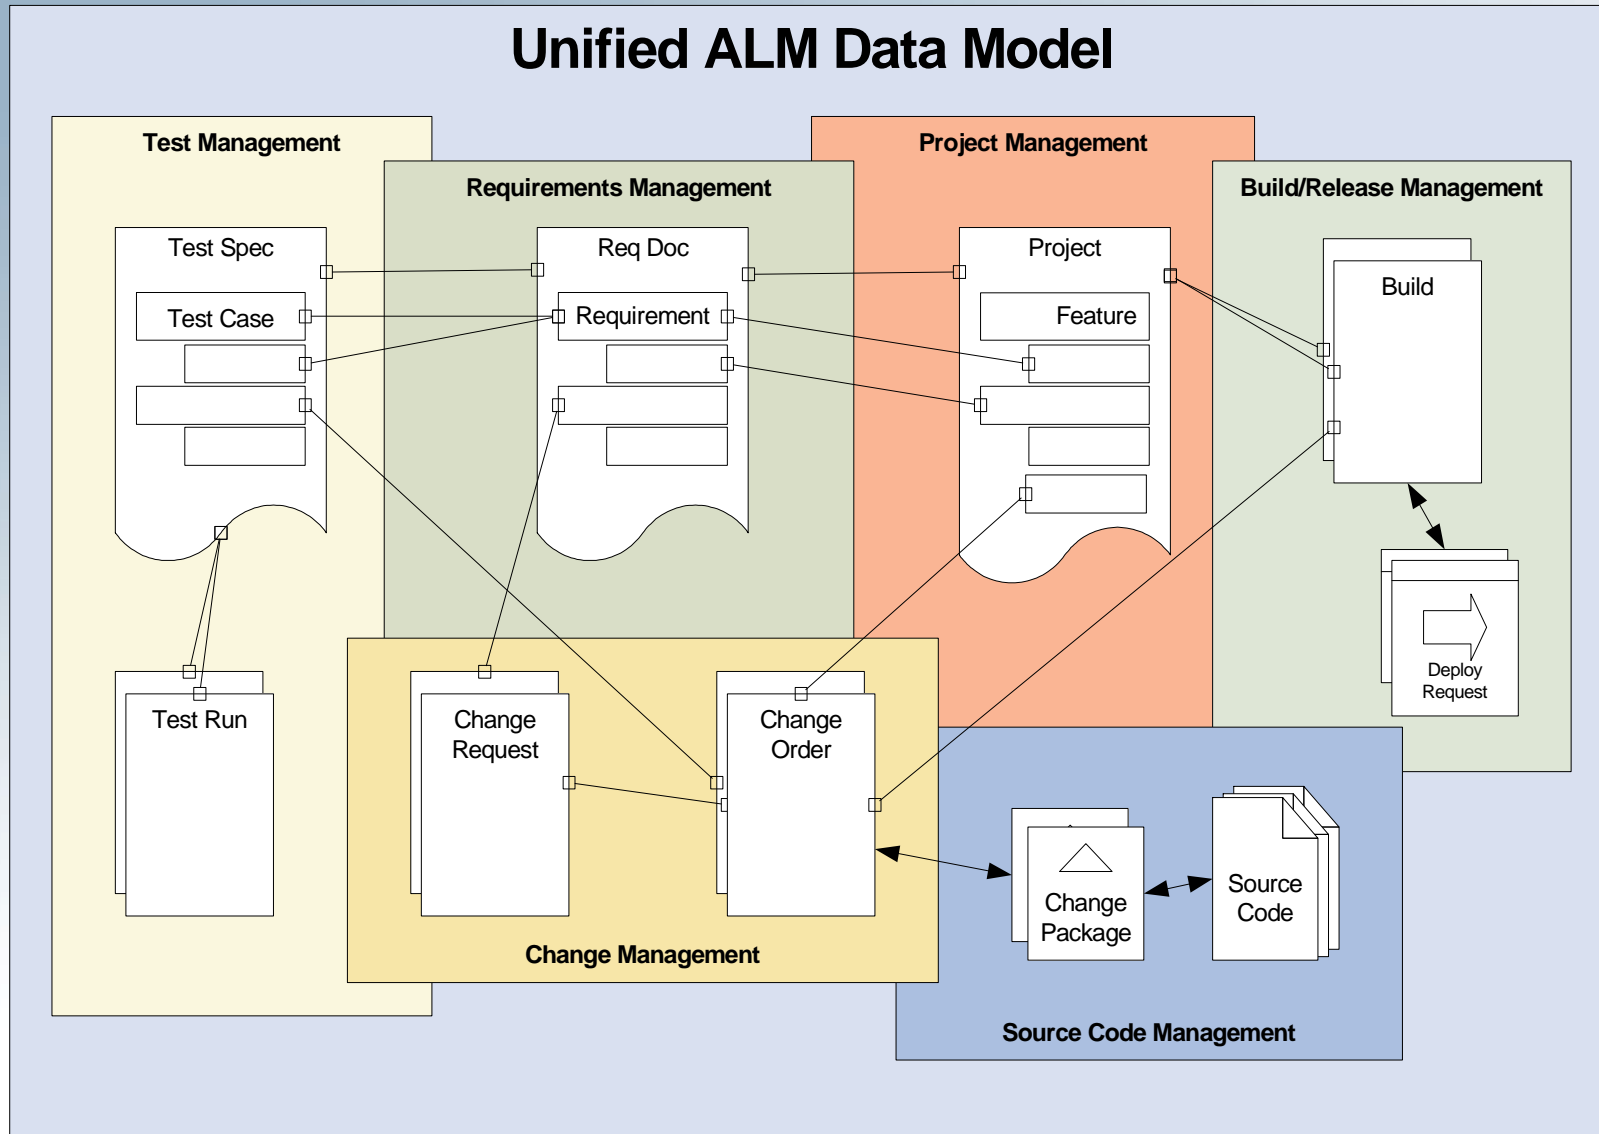 Unified ALM Data Model
Test Management
Project Management
Requirements Management
Build/Release Management
Test Spec
Req Doc
Project
Build
Test Case
Requirement
Feature
Deploy
Request
Test Run
Change
Request
Change
Order
Change
Package
Source
Code
Change Management
Source Code Management